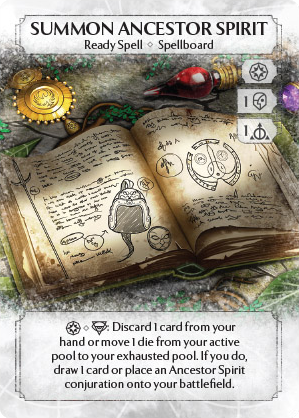 SUMMON ANCESTOR SPIRIT
Ready Spell ◇ Spellboard
1
1
◇ : Discard 1 card from your
hand or move 1 die from your active
pool to your exhausted pool. If you do,
draw 1 card or place an Ancestor Spirit
conjuration onto your battlefield.